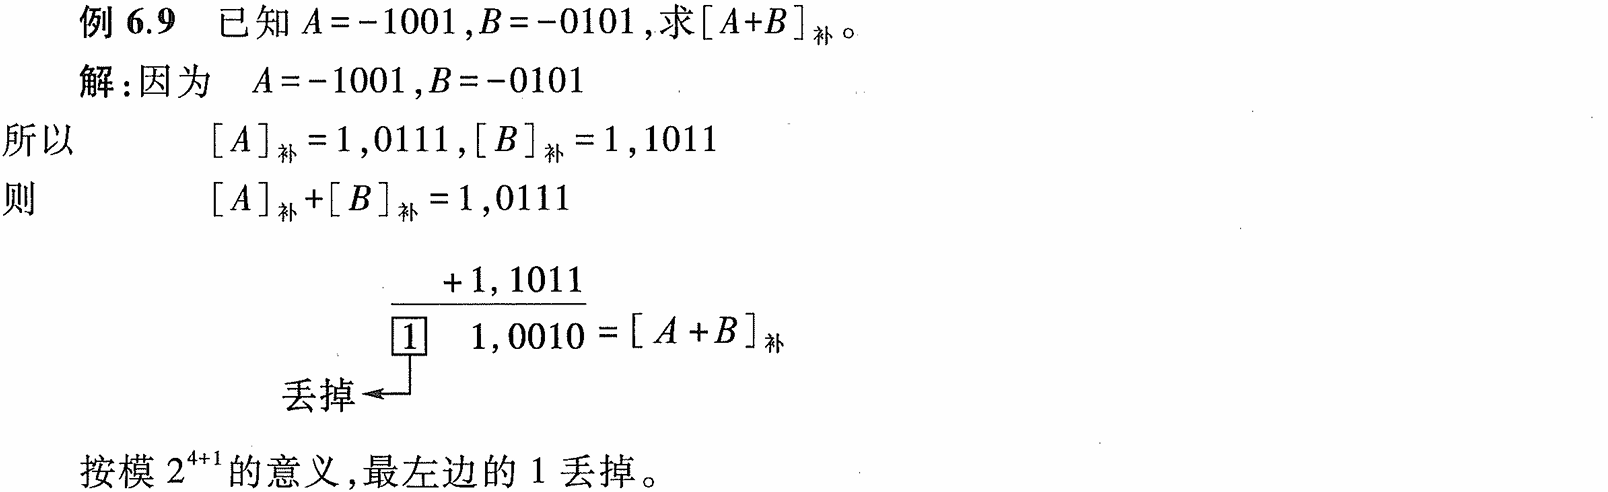 例 6.9 已知 A=-1001,B=-0101,求[A+B]补。
解:因为 A=-1001,B=-0101
所以 [A]补=1,0111,[B]补=1,1011
则 [A]补+[B]补=1,0111
+1,1011
1 1,0010=[A+B]补
丢掉
按模 2^{4+1}的意义,最左边的 1 丢掉。